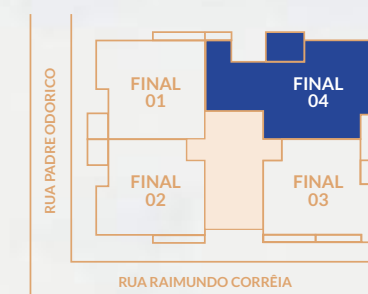 RUA PADRE ODORICO
FINAL
01
FINAL
04
FINAL
02
FINAL
03
RUA RAIMUNDO CORRÊIA